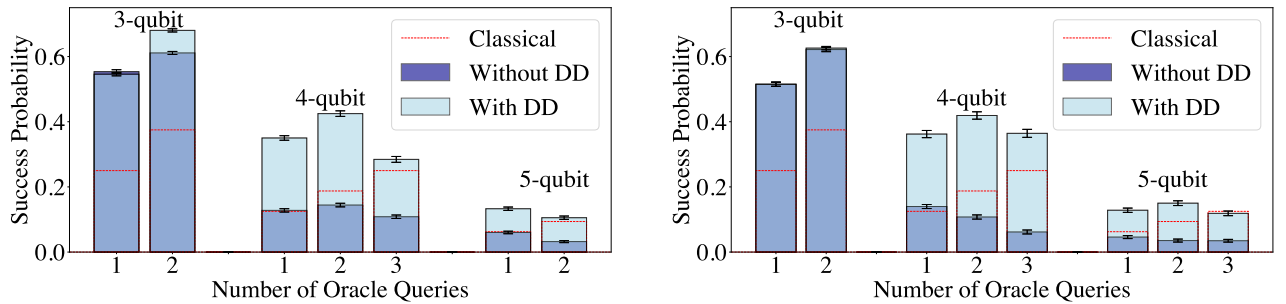 3-qubit
Classical
Without DD
With DD
4-qubit
5-qubit
Success Probability
0.6
0.4
0.2
0.0
1 2 1 2 3 1 2
Number of Oracle Queries
3-qubit
Classical
Without DD
With DD
4-qubit
5-qubit
Success Probability
0.6
0.4
0.2
0.0
1 2 1 2 3 1 2 3
Number of Oracle Queries